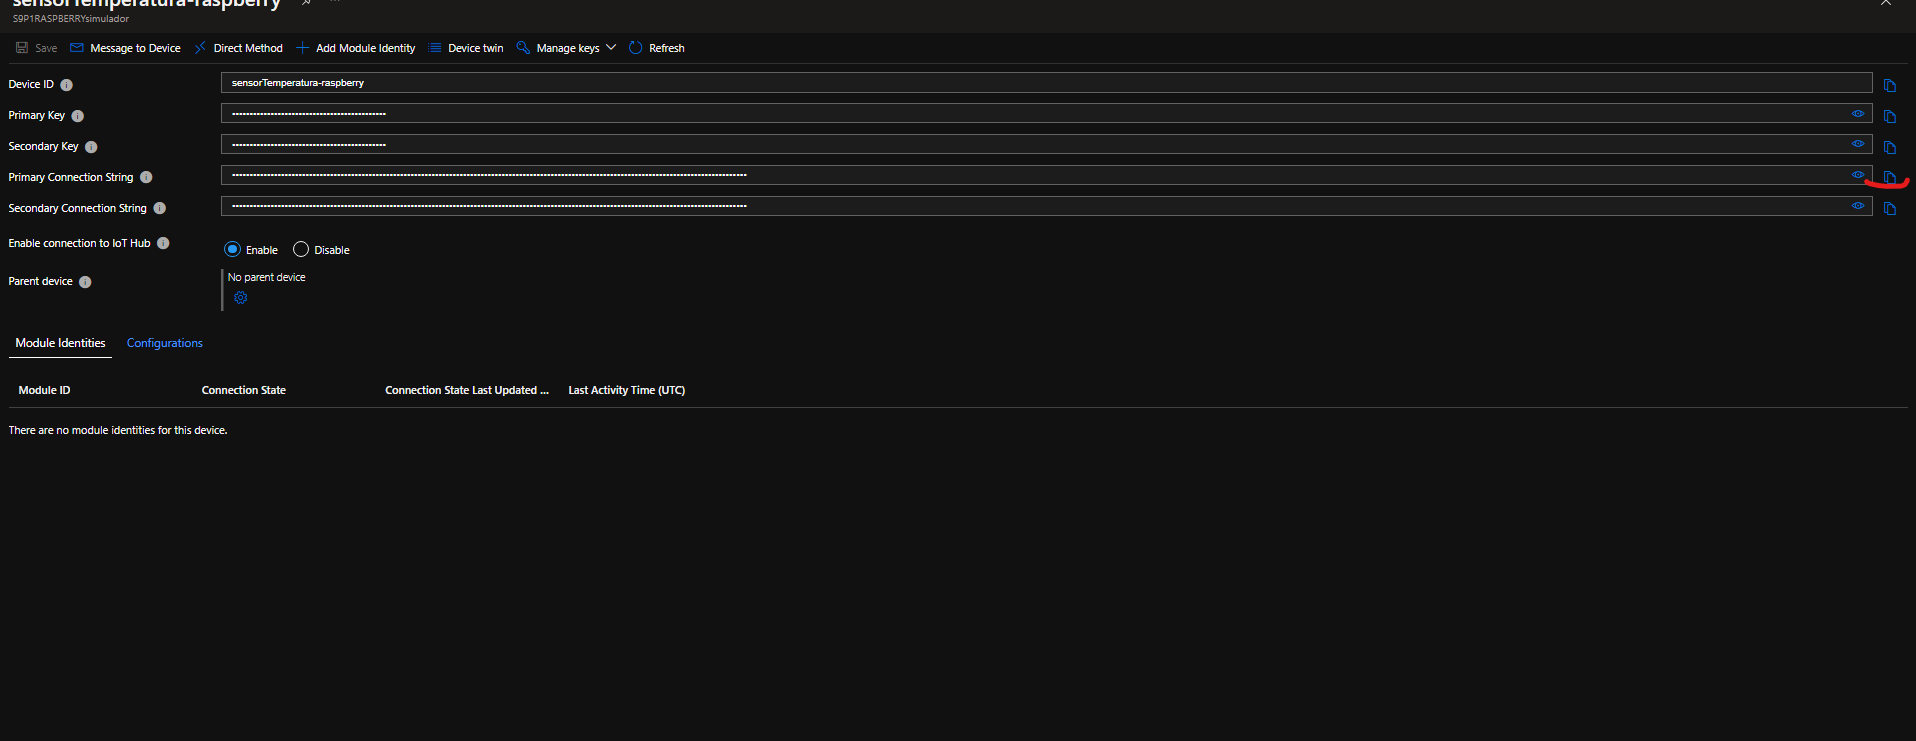 sensorTemperatura-raspberry
S9P1RASPBERRYsimulador
Save Message to Device Direct Method Add Module Identity Device twin Manage keys Refresh
Device ID sensorTemperatura-raspberry
Primary Key
Secondary Key
Primary Connection String
Secondary Connection String
Enable connection to IoT Hub Enable Disable
Parent device No parent device
Module Identities Configurations
Module ID Connection State Connection State Last Updated ... Last Activity Time (UTC)
There are no module identities for this device.